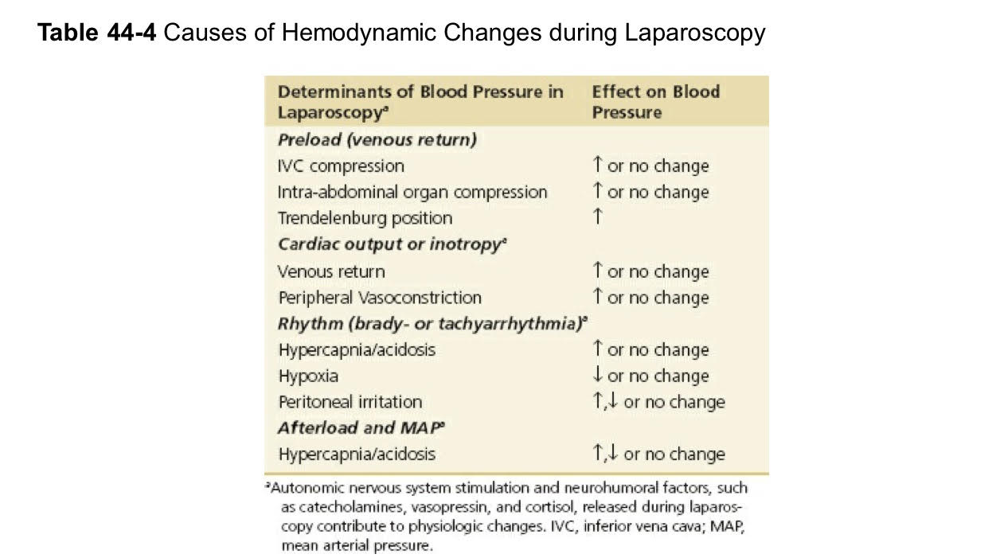 Table 44-4 Causes of Hemodynamic Changes during Laparoscopy
Determinants of Blood Pressure in Laparoscopyª Effect on Blood Pressure
Preload (venous return)
IVC compression ↑ or no change
Intra-abdominal organ compression ↑ or no change
Trendelenburg position ↑
Cardiac output or inotropyª
Venous return ↑ or no change
Peripheral Vasoconstriction ↑ or no change
Rhythm (brady- or tachyarrhythmia)ª
Hypercapnia/acidosis ↑ or no change
Hypoxia ↓ or no change
Peritoneal irritation ↑,↓ or no change
Afterload and MAPª
Hypercapnia/acidosis ↑,↓ or no change
ªAutonomic nervous system stimulation and neurohumoral factors, such
as catecholamines, vasopressin, and cortisol, released during laparos-
copy contribute to physiologic changes. IVC, inferior vena cava; MAP,
mean arterial pressure.